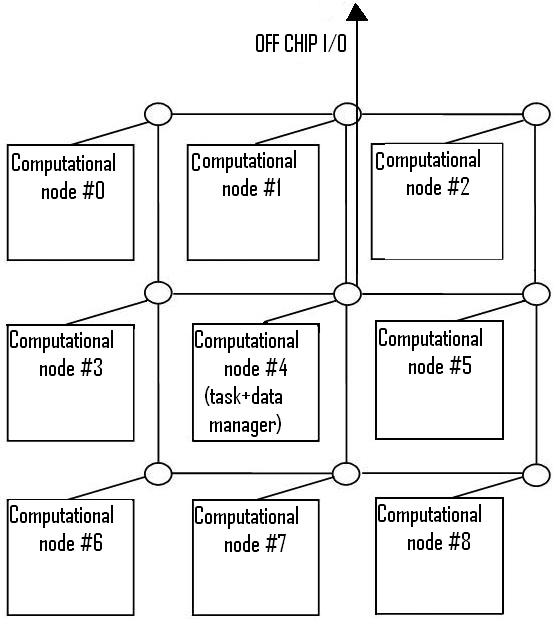 OFF CHIP I/O
Computational
node #0
Computational
node #1
Computational
node #2
Computational
node #3
Computational
node #4
(task+data
manager)
Computational
node #5
Computational
node #6
Computational
node #7
Computational
node #8